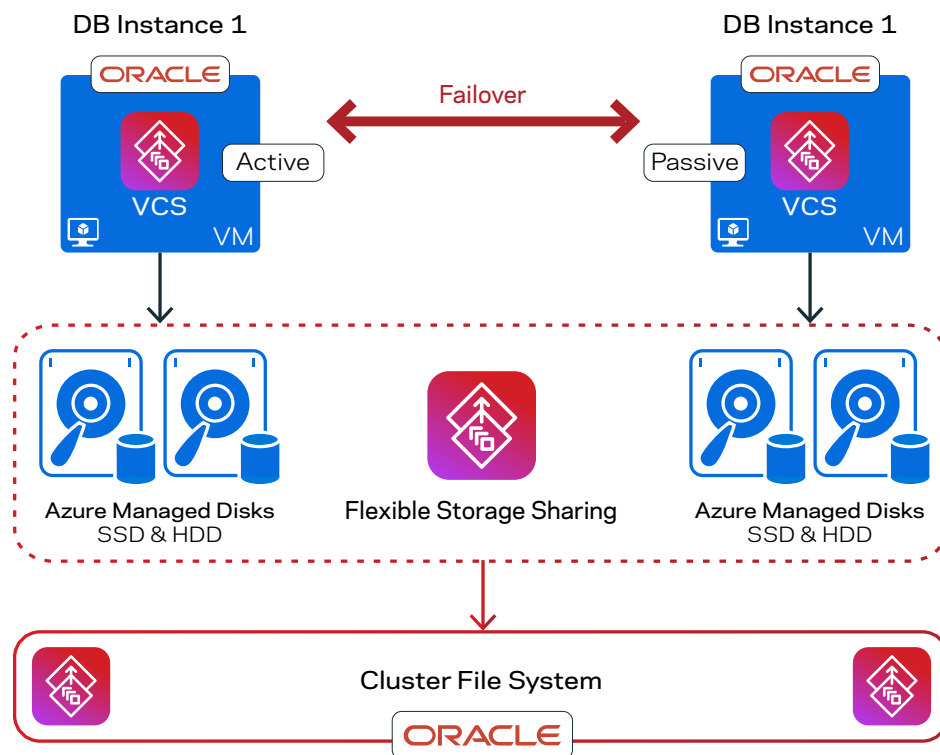 DB Instance 1
DB Instance 1
ORACLE
ORACLE
Failover
Active
Passive
VCS
VCS
VM
VM
Azure Managed Disks
SSD & HDD
Flexible Storage Sharing
Azure Managed Disks
SSD & HDD
Cluster File System
ORACLE